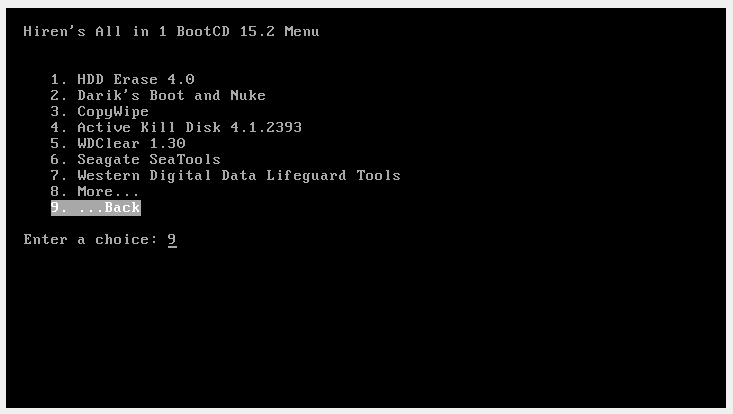 Hiren's All in 1 BootCD 15.2 Menu
1. HDD Erase 4.0
2. Darik's Boot and Nuke
3. CopyWipe
4. Active Kill Disk 4.1.2393
5. WDClear 1.30
6. Seagate SeaTools
7. Western Digital Data Lifeguard Tools
8. More...
9. ...Back
Enter a choice: 9